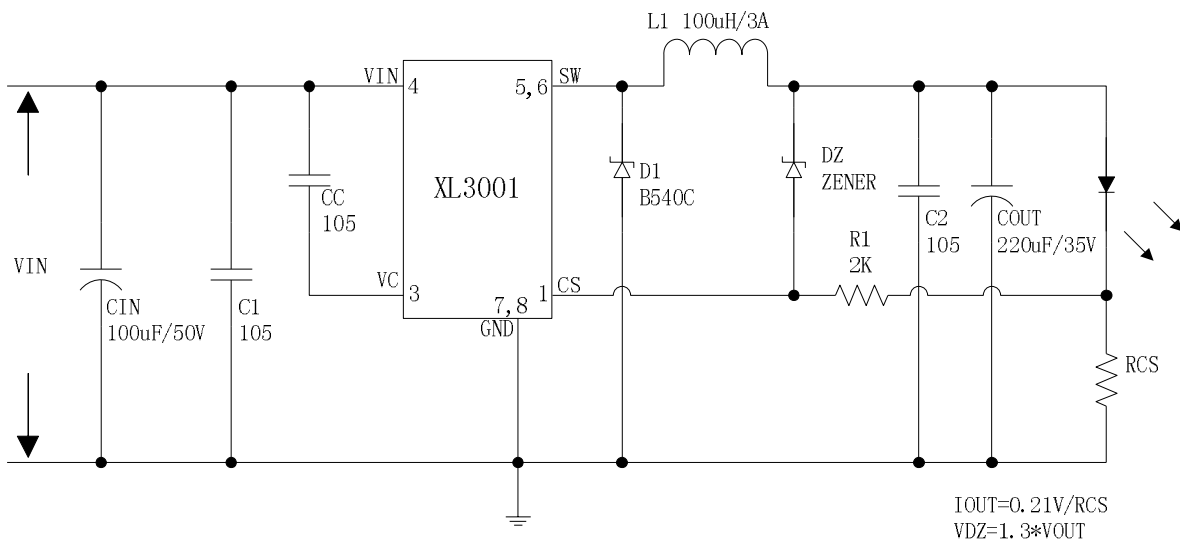 L1 100uH/3A
VIN
4
5,6
SW
XL3001
CC
105
D1
B540C
DZ
ZENER
C2
105
COUT
220uF/35V
R1
2K
VIN
VC
3
1
CS
7,8
GND
CIN
100uF/50V
C1
105
RCS
IOUT=0.21V/RCS
VDZ=1.3*VOUT